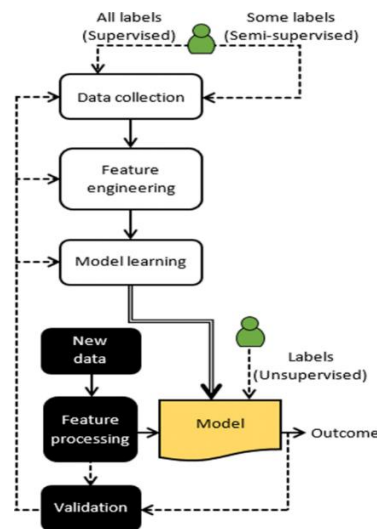 All labels
(Supervised)
Some labels
(Semi-supervised)
Data collection
Feature
engineering
Model learning
New
data
Labels
(Unsupervised)
Feature
processing
Model
Outcome
Validation